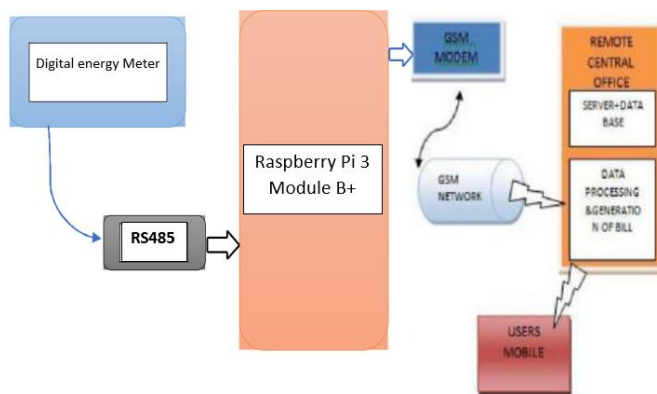 Digital energy Meter
RS485
Raspberry Pi 3
Module B+
GSM
MODEM
GSM
NETWORK
REMOTE
CENTRAL
OFFICE
SERVER+DATA
BASE
DATA
PROCESSING
&GENERATIO
N OF BILL
USERS
MOBILE